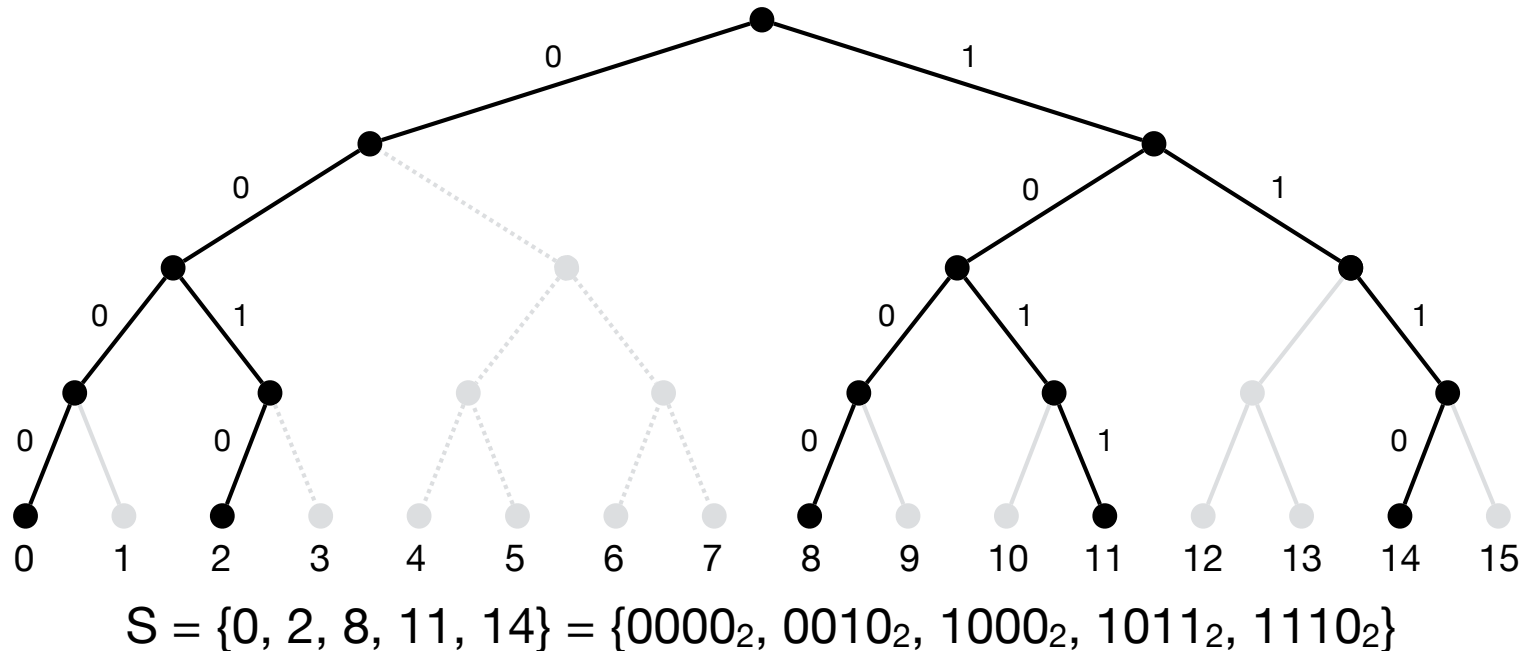 0 1
0 0 1
0 1 0 1 1
0 0 0 1 0
0 1 2 3 4 5 6 7 8 9 10 11 12 13 14 15
S = {0, 2, 8, 11, 14} = {0000₂, 0010₂, 1000₂, 1011₂, 1110₂}